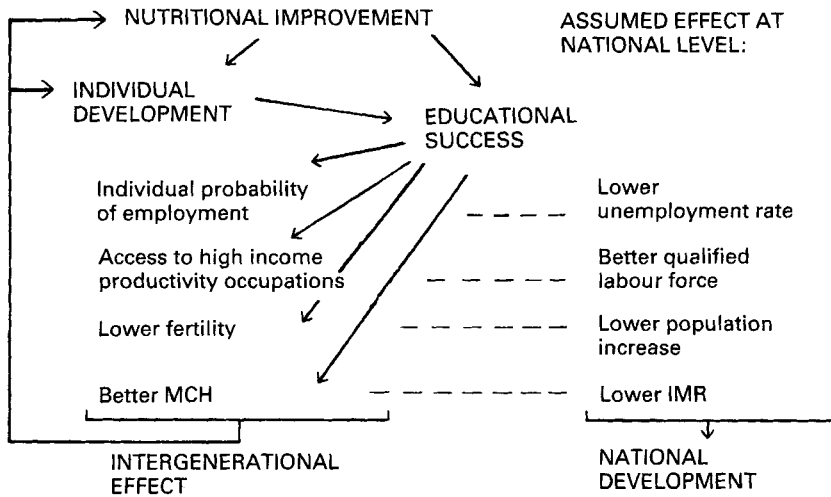 NUTRITIONAL IMPROVEMENT
ASSUMED EFFECT AT
NATIONAL LEVEL:
INDIVIDUAL
DEVELOPMENT
EDUCATIONAL
SUCCESS
Individual probability
of employment
Lower
unemployment rate
Access to high income
productivity occupations
Better qualified
labour force
Lower fertility
Lower population
increase
Better MCH
Lower IMR
INTERGENERATIONAL
EFFECT
NATIONAL
DEVELOPMENT